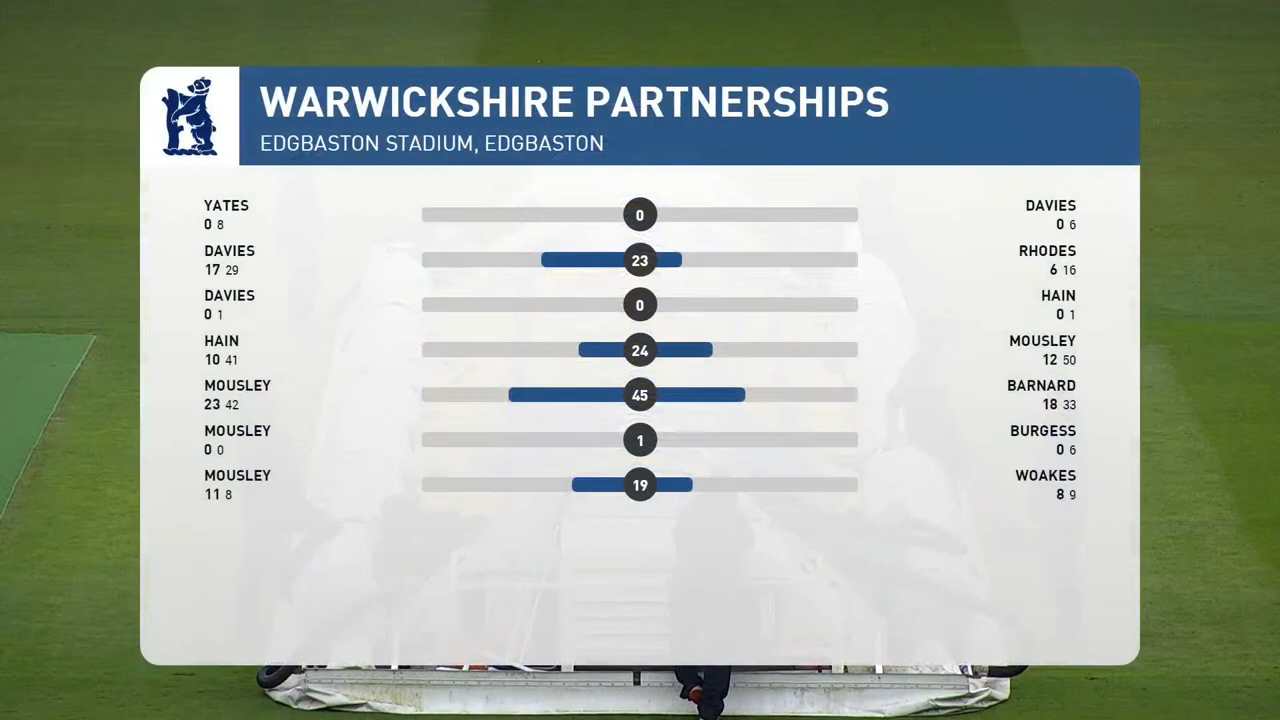 WARWICKSHIRE PARTNERSHIPS
EDGBASTON STADIUM, EDGBASTON
YATES
0 8
0
DAVIES
0 6
DAVIES
17 29
23
RHODES
6 16
DAVIES
0 1
0
HAIN
0 1
HAIN
10 41
24
MOUSLEY
12 50
MOUSLEY
23 42
45
BARNARD
18 33
MOUSLEY
0 0
1
BURGESS
0 6
MOUSLEY
11 8
19
WOAKES
8 9